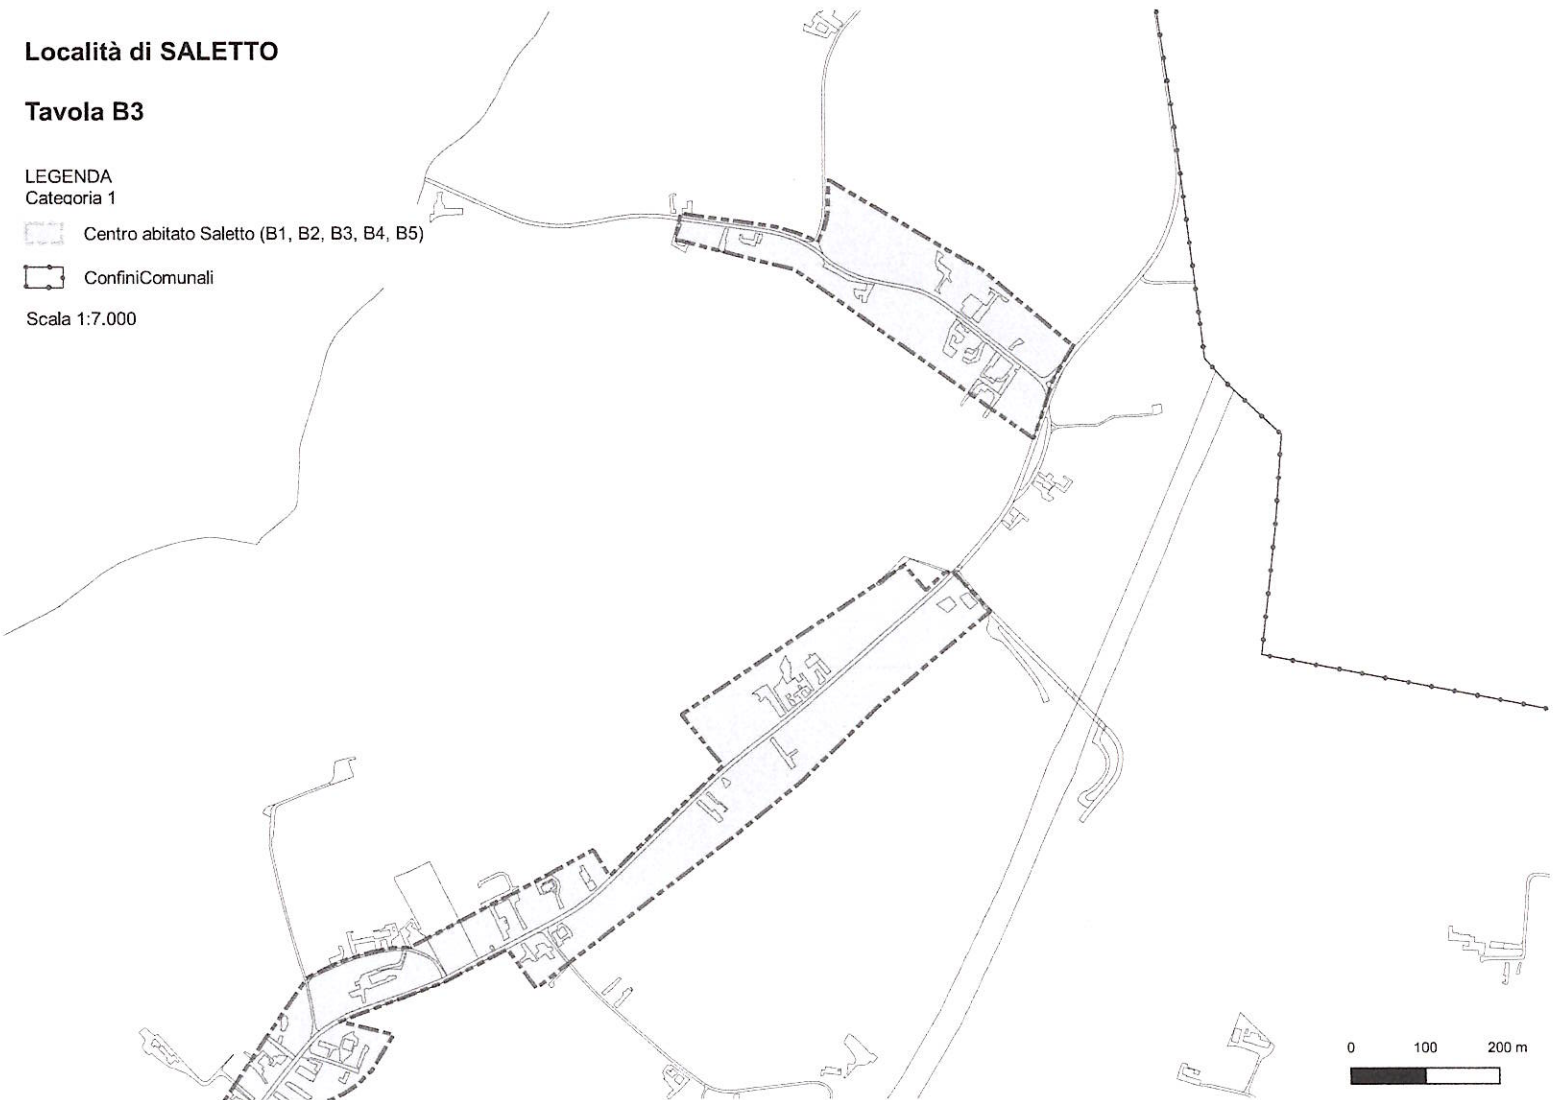 Località di SALETTO
Tavola B3
LEGENDA
Categoria 1
Centro abitato Saletto (B1, B2, B3, B4, B5)
ConfiniComunali
Scala 1:7.000
0 100 200 m